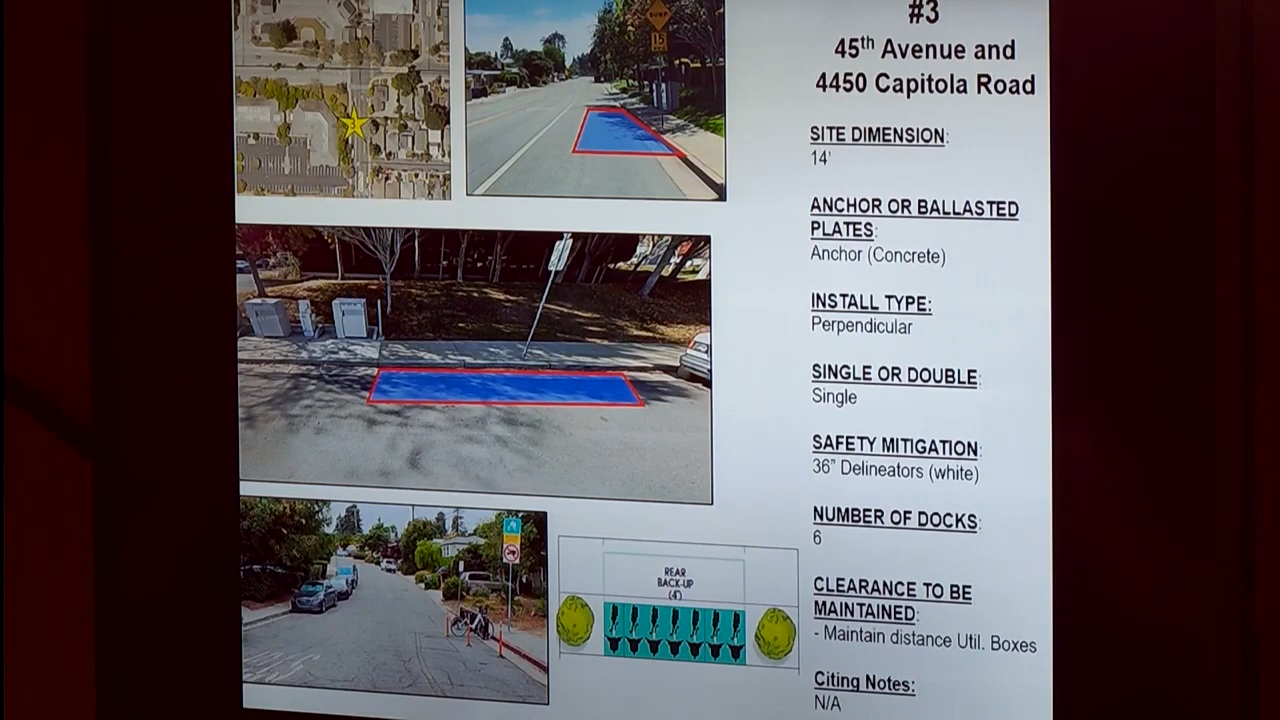 #3
45th Avenue and
4450 Capitola Road
SITE DIMENSION:
14'
ANCHOR OR BALLASTED
PLATES:
Anchor (Concrete)
INSTALL TYPE:
Perpendicular
SINGLE OR DOUBLE:
Single
SAFETY MITIGATION:
36" Delineators (white)
NUMBER OF DOCKS:
6
CLEARANCE TO BE
MAINTAINED:
- Maintain distance Util. Boxes
Citing Notes:
N/A
3
BUMP
15
REAR
BACK-UP
(4')